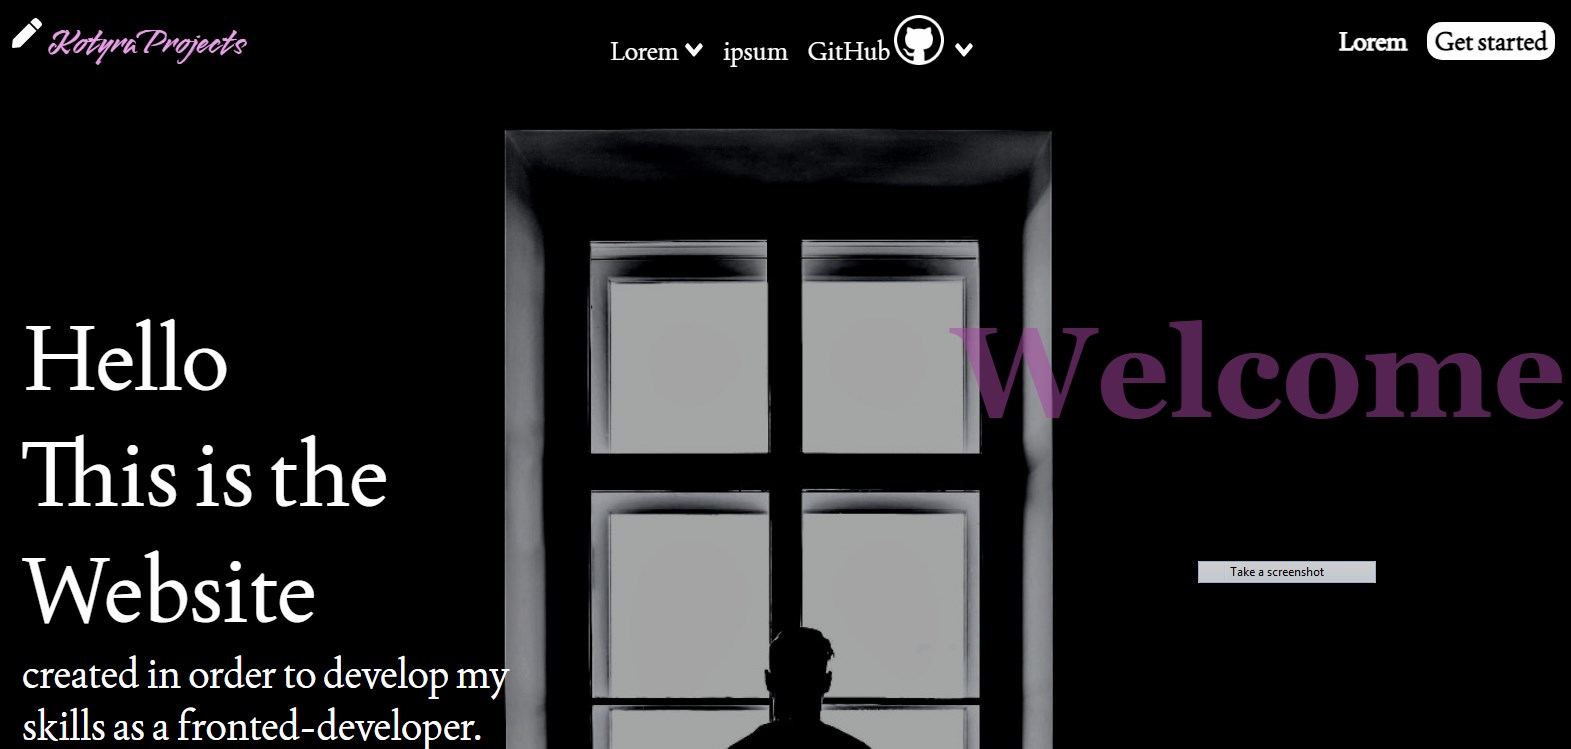 KotyraProjects
Lorem ipsum GitHub
Lorem Get started
Hello
This is the
Website
created in order to develop my
skills as a fronted-developer.
Welcome
Take a screenshot